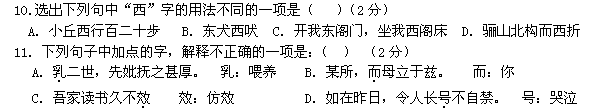 10.选出下列句中“西”字的用法不同的一项是（ ）(2分)
A. 小丘西行百二十步 B. 东犬西吠 C. 开我东阁门，坐我西阁床 D. 骊山北构而西折
11. 下列句子中加点的字，解释不正确的一项是：（ ） （2分）
A. 乳二世，先妣抚之甚厚。 乳：喂养 B. 某所，而母立于兹。 而：你
C. 吾家读书久不效 效：仿效 D. 如在昨日，令人长号不自禁。 号：哭泣